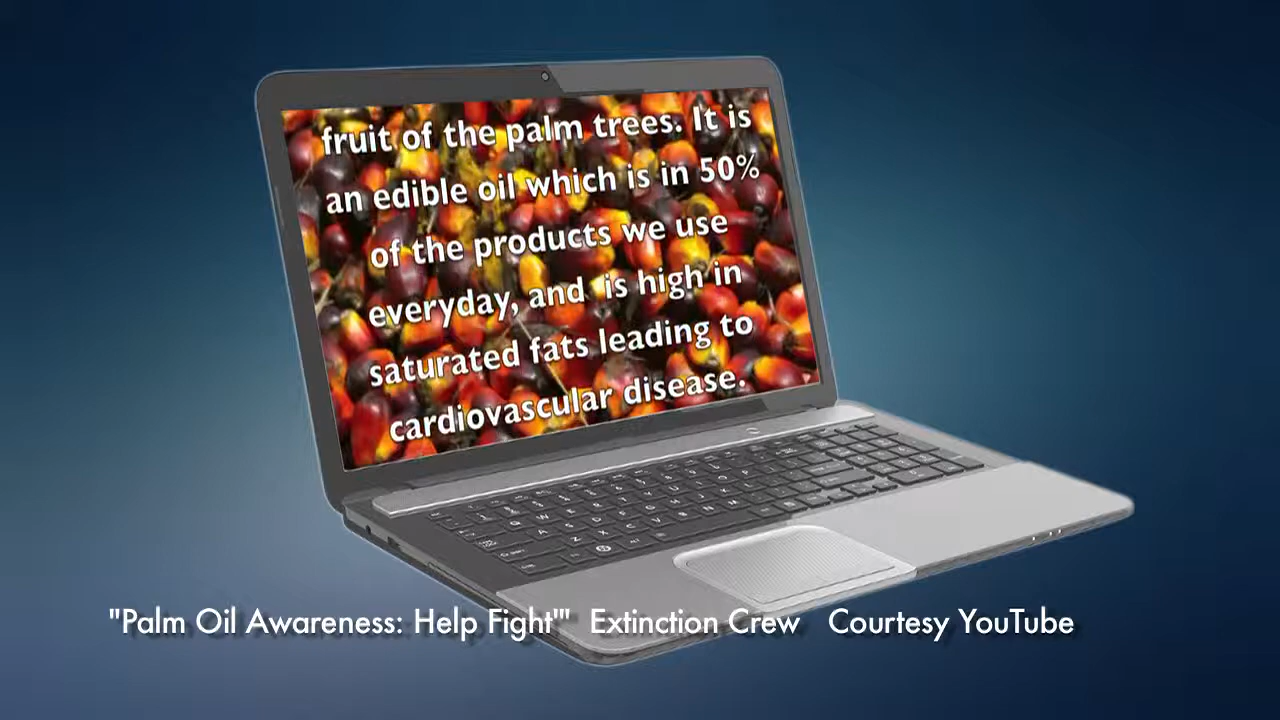 fruit of the palm trees. It is
an edible oil which is in 50%
of the products we use
everyday, and  is high in
saturated fats leading to
cardiovascular disease.
"Palm Oil Awareness: Help Fight'"  Extinction Crew   Courtesy YouTube